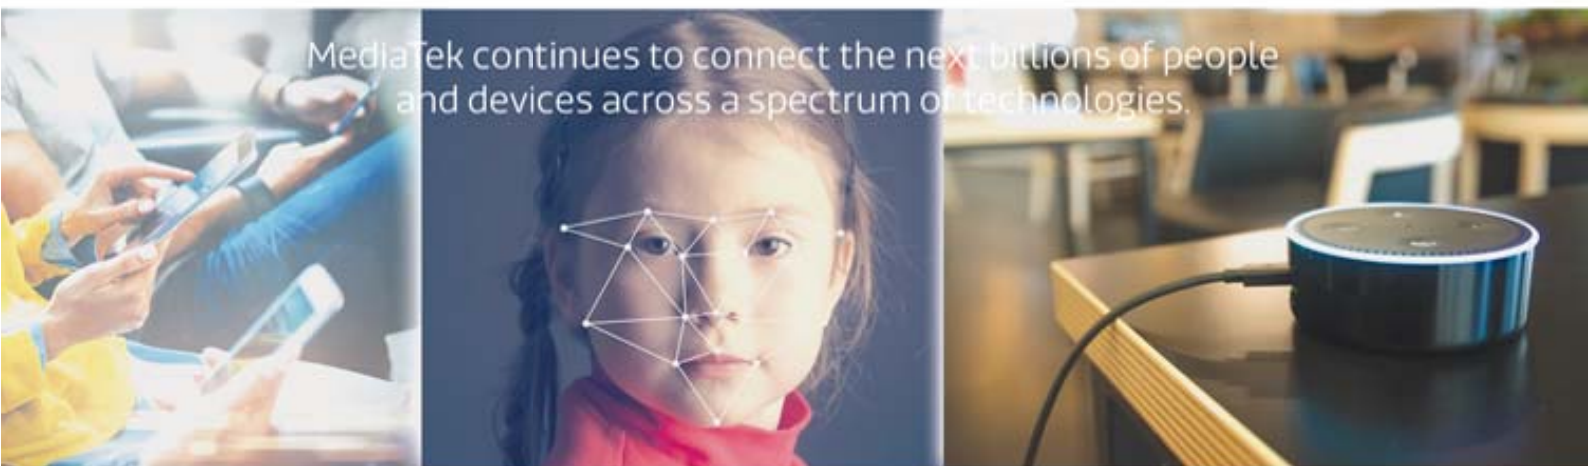 MediaTek continues to connect the next billions of people
and devices across a spectrum of technologies.